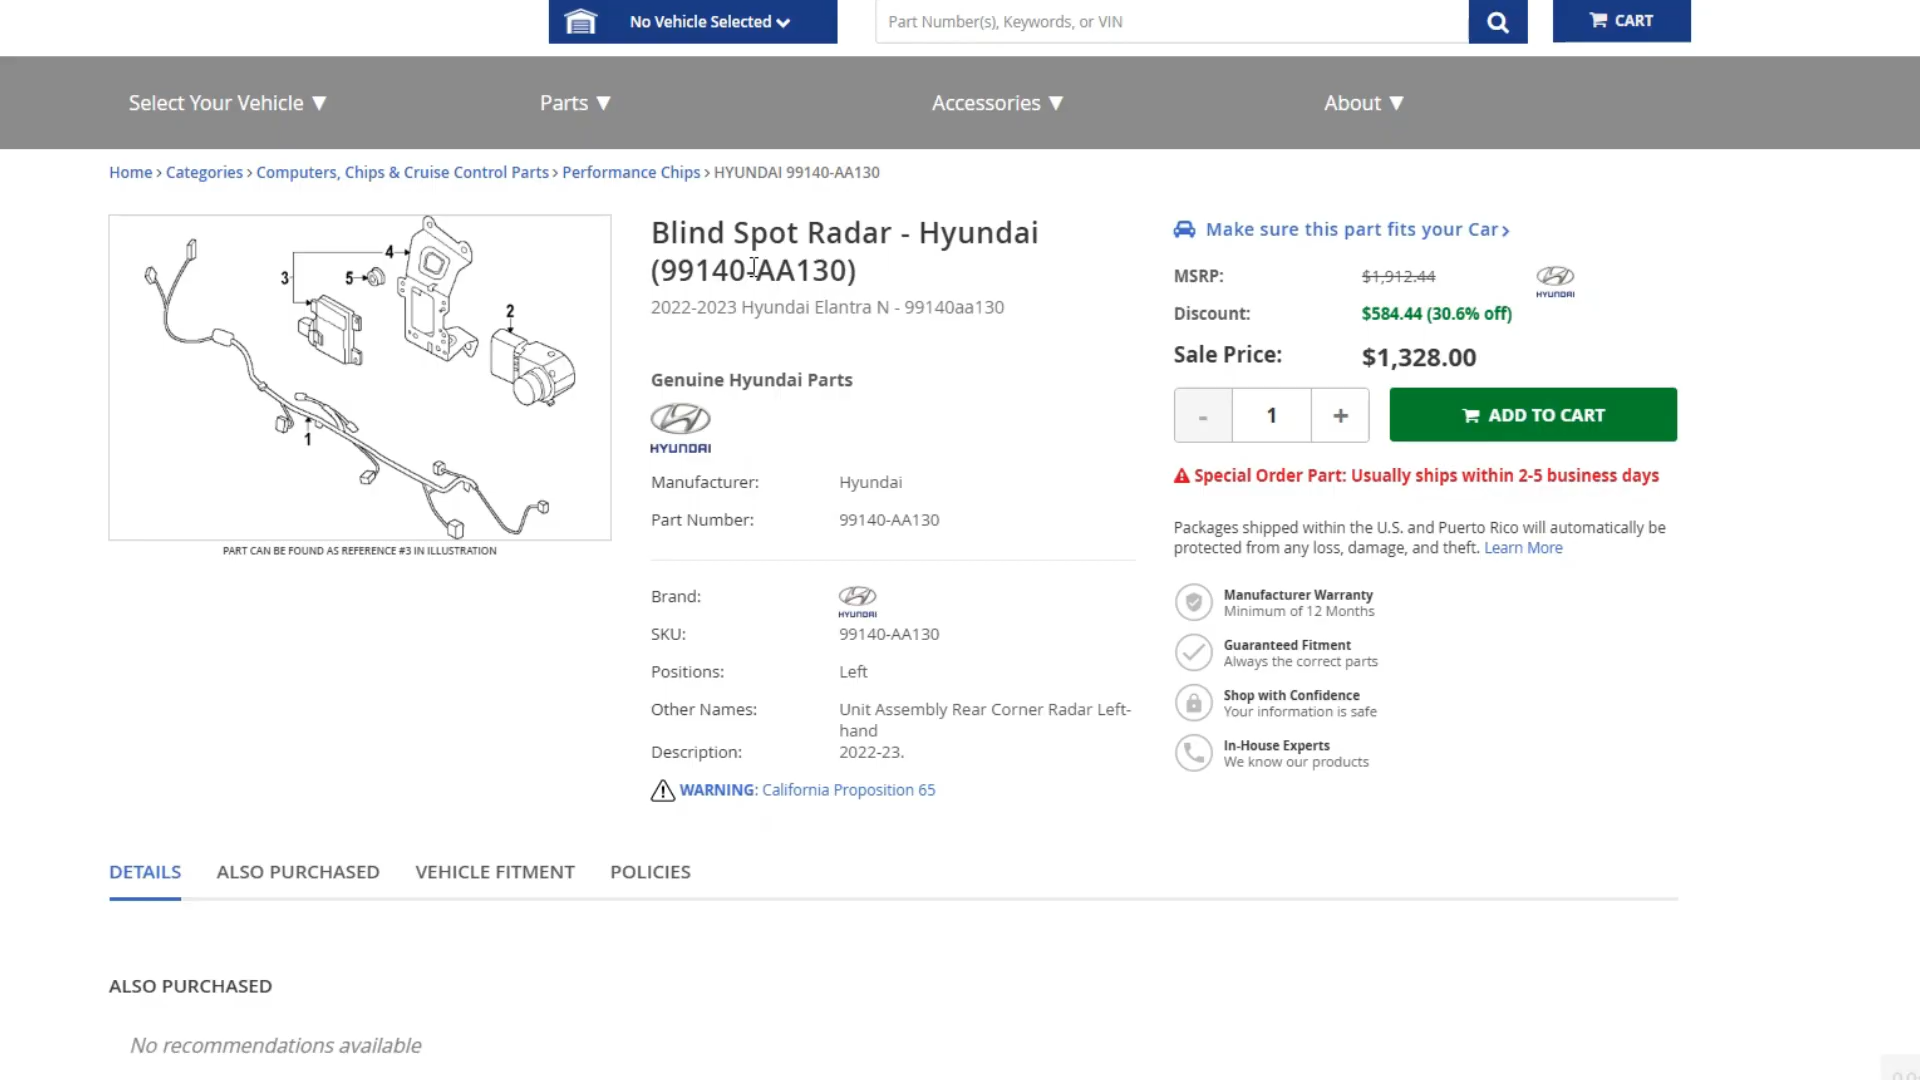 No Vehicle Selected
Part Number(s), Keywords, or VIN
CART
Select Your Vehicle ▼
Parts ▼
Accessories ▼
About ▼
Home › Categories › Computers, Chips & Cruise Control Parts › Performance Chips › HYUNDAI 99140-AA130
4
3
5
2
1
PART CAN BE FOUND AS REFERENCE #3 IN ILLUSTRATION
Blind Spot Radar - Hyundai
(99140-AA130)
2022-2023 Hyundai Elantra N - 99140aa130
Genuine Hyundai Parts
HYUNDAI
Manufacturer: Hyundai
Part Number: 99140-AA130
Brand: HYUNDAI
SKU: 99140-AA130
Positions: Left
Other Names: Unit Assembly Rear Corner Radar Left-
hand
Description: 2022-23.
WARNING: California Proposition 65
Make sure this part fits your Car ›
MSRP: $1,912.44
HYUNDAI
Discount: $584.44 (30.6% off)
Sale Price: $1,328.00
- 1 +
ADD TO CART
Special Order Part: Usually ships within 2-5 business days
Packages shipped within the U.S. and Puerto Rico will automatically be
protected from any loss, damage, and theft. Learn More
Manufacturer Warranty
Minimum of 12 Months
Guaranteed Fitment
Always the correct parts
Shop with Confidence
Your information is safe
In-House Experts
We know our products
DETAILS
ALSO PURCHASED
VEHICLE FITMENT
POLICIES
ALSO PURCHASED
No recommendations available